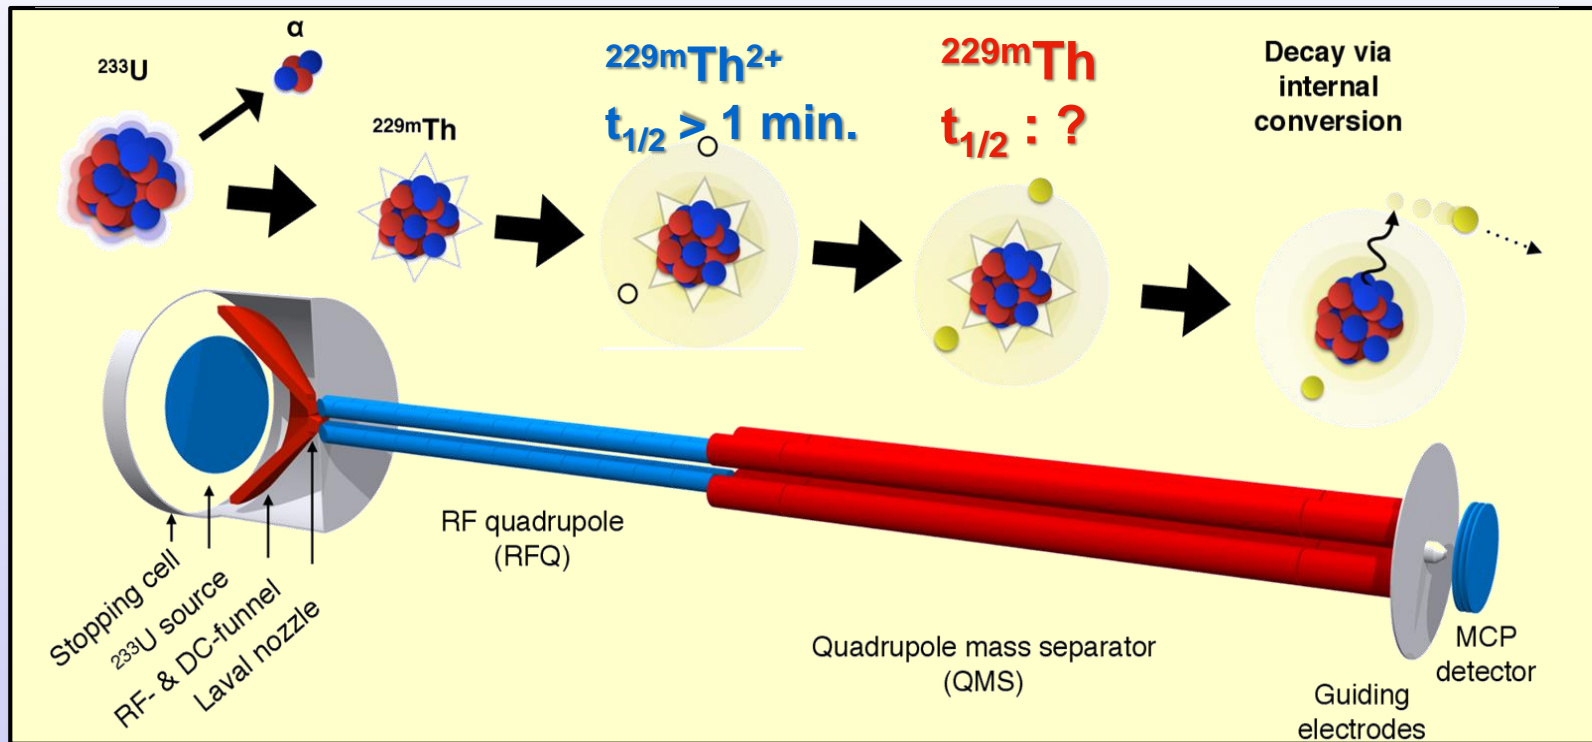 α
²³³U
²²⁹ᵐTh
²²⁹ᵐTh²⁺
t₁/₂ > 1 min.
²²⁹ᵐTh
t₁/₂ : ?
Decay via
internal
conversion
Stopping cell
²³³U source
RF- & DC-funnel
Laval nozzle
RF quadrupole
(RFQ)
Quadrupole mass separator
(QMS)
Guiding
electrodes
MCP
detector